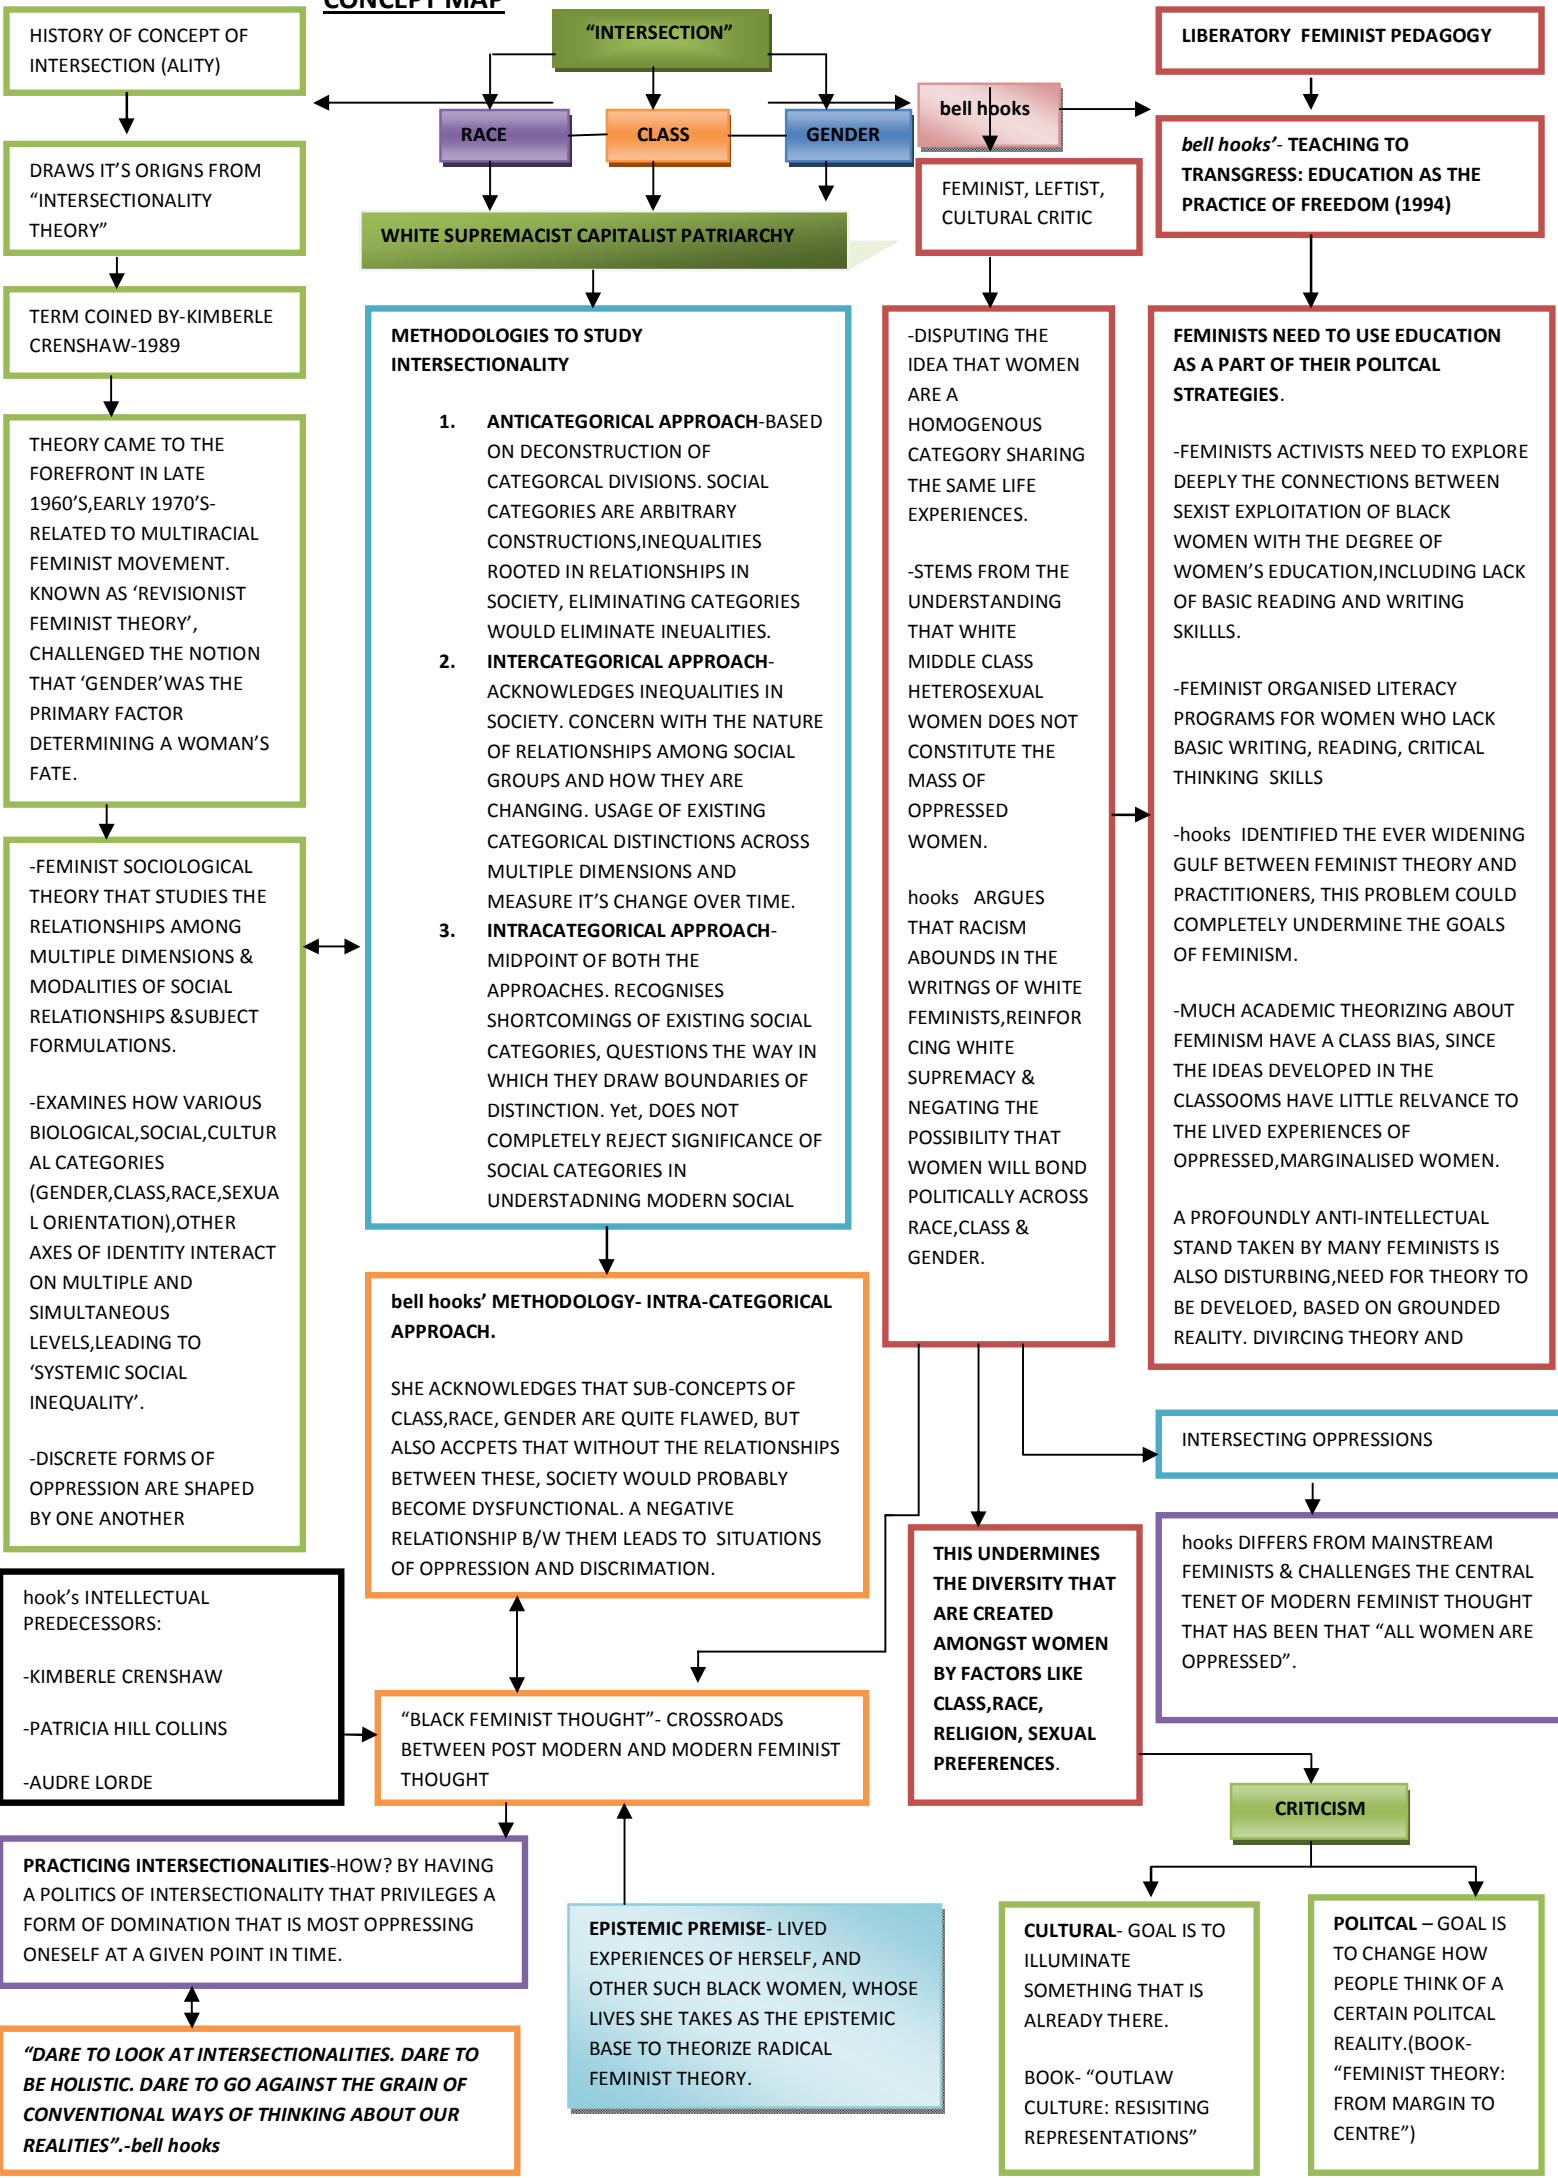 CONCEPT MAP
HISTORY OF CONCEPT OF
INTERSECTION (ALITY)
DRAWS IT’S ORIGNS FROM
“INTERSECTIONALITY
THEORY”
TERM COINED BY-KIMBERLE
CRENSHAW-1989
THEORY CAME TO THE
FOREFRONT IN LATE
1960’S,EARLY 1970’S-
RELATED TO MULTIRACIAL
FEMINIST MOVEMENT.
KNOWN AS ‘REVISIONIST
FEMINIST THEORY’,
CHALLENGED THE NOTION
THAT ‘GENDER’WAS THE
PRIMARY FACTOR
DETERMINING A WOMAN’S
FATE.
-FEMINIST SOCIOLOGICAL
THEORY THAT STUDIES THE
RELATIONSHIPS AMONG
MULTIPLE DIMENSIONS &
MODALITIES OF SOCIAL
RELATIONSHIPS &SUBJECT
FORMULATIONS.
-EXAMINES HOW VARIOUS
BIOLOGICAL,SOCIAL,CULTUR
AL CATEGORIES
(GENDER,CLASS,RACE,SEXUA
L ORIENTATION),OTHER
AXES OF IDENTITY INTERACT
ON MULTIPLE AND
SIMULTANEOUS
LEVELS,LEADING TO
‘SYSTEMIC SOCIAL
INEQUALITY’.
-DISCRETE FORMS OF
OPPRESSION ARE SHAPED
BY ONE ANOTHER
hook’s INTELLECTUAL
PREDECESSORS:
-KIMBERLE CRENSHAW
-PATRICIA HILL COLLINS
-AUDRE LORDE
PRACTICING INTERSECTIONALITIES-HOW? BY HAVING
A POLITICS OF INTERSECTIONALITY THAT PRIVILEGES A
FORM OF DOMINATION THAT IS MOST OPPRESSING
ONESELF AT A GIVEN POINT IN TIME.
“DARE TO LOOK AT INTERSECTIONALITIES. DARE TO
BE HOLISTIC. DARE TO GO AGAINST THE GRAIN OF
CONVENTIONAL WAYS OF THINKING ABOUT OUR
REALITIES”.-bell hooks
“INTERSECTION”
RACE
CLASS
GENDER
WHITE SUPREMACIST CAPITALIST PATRIARCHY
METHODOLOGIES TO STUDY
INTERSECTIONALITY
1. ANTICATEGORICAL APPROACH-BASED
ON DECONSTRUCTION OF
CATEGORCAL DIVISIONS. SOCIAL
CATEGORIES ARE ARBITRARY
CONSTRUCTIONS,INEQUALITIES
ROOTED IN RELATIONSHIPS IN
SOCIETY, ELIMINATING CATEGORIES
WOULD ELIMINATE INEUALITIES.
2. INTERCATEGORICAL APPROACH-
ACKNOWLEDGES INEQUALITIES IN
SOCIETY. CONCERN WITH THE NATURE
OF RELATIONSHIPS AMONG SOCIAL
GROUPS AND HOW THEY ARE
CHANGING. USAGE OF EXISTING
CATEGORICAL DISTINCTIONS ACROSS
MULTIPLE DIMENSIONS AND
MEASURE IT’S CHANGE OVER TIME.
3. INTRACATEGORICAL APPROACH-
MIDPOINT OF BOTH THE
APPROACHES. RECOGNISES
SHORTCOMINGS OF EXISTING SOCIAL
CATEGORIES, QUESTIONS THE WAY IN
WHICH THEY DRAW BOUNDARIES OF
DISTINCTION. Yet, DOES NOT
COMPLETELY REJECT SIGNIFICANCE OF
SOCIAL CATEGORIES IN
UNDERSTADNING MODERN SOCIAL
bell hooks’ METHODOLOGY- INTRA-CATEGORICAL
APPROACH.
SHE ACKNOWLEDGES THAT SUB-CONCEPTS OF
CLASS,RACE, GENDER ARE QUITE FLAWED, BUT
ALSO ACCPETS THAT WITHOUT THE RELATIONSHIPS
BETWEEN THESE, SOCIETY WOULD PROBABLY
BECOME DYSFUNCTIONAL. A NEGATIVE
RELATIONSHIP B/W THEM LEADS TO SITUATIONS
OF OPPRESSION AND DISCRIMATION.
“BLACK FEMINIST THOUGHT”- CROSSROADS
BETWEEN POST MODERN AND MODERN FEMINIST
THOUGHT
EPISTEMIC PREMISE- LIVED
EXPERIENCES OF HERSELF, AND
OTHER SUCH BLACK WOMEN, WHOSE
LIVES SHE TAKES AS THE EPISTEMIC
BASE TO THEORIZE RADICAL
FEMINIST THEORY.
bell hooks
FEMINIST, LEFTIST,
CULTURAL CRITIC
-DISPUTING THE
IDEA THAT WOMEN
ARE A
HOMOGENOUS
CATEGORY SHARING
THE SAME LIFE
EXPERIENCES.
-STEMS FROM THE
UNDERSTANDING
THAT WHITE
MIDDLE CLASS
HETEROSEXUAL
WOMEN DOES NOT
CONSTITUTE THE
MASS OF
OPPRESSED
WOMEN.
hooks ARGUES
THAT RACISM
ABOUNDS IN THE
WRITNGS OF WHITE
FEMINISTS,REINFOR
CING WHITE
SUPREMACY &
NEGATING THE
POSSIBILITY THAT
WOMEN WILL BOND
POLITICALLY ACROSS
RACE,CLASS &
GENDER.
THIS UNDERMINES
THE DIVERSITY THAT
ARE CREATED
AMONGST WOMEN
BY FACTORS LIKE
CLASS,RACE,
RELIGION, SEXUAL
PREFERENCES.
LIBERATORY FEMINIST PEDAGOGY
bell hooks’- TEACHING TO
TRANSGRESS: EDUCATION AS THE
PRACTICE OF FREEDOM (1994)
FEMINISTS NEED TO USE EDUCATION
AS A PART OF THEIR POLITCAL
STRATEGIES.
-FEMINISTS ACTIVISTS NEED TO EXPLORE
DEEPLY THE CONNECTIONS BETWEEN
SEXIST EXPLOITATION OF BLACK
WOMEN WITH THE DEGREE OF
WOMEN’S EDUCATION,INCLUDING LACK
OF BASIC READING AND WRITING
SKILLLS.
-FEMINIST ORGANISED LITERACY
PROGRAMS FOR WOMEN WHO LACK
BASIC WRITING, READING, CRITICAL
THINKING SKILLS
-hooks IDENTIFIED THE EVER WIDENING
GULF BETWEEN FEMINIST THEORY AND
PRACTITIONERS, THIS PROBLEM COULD
COMPLETELY UNDERMINE THE GOALS
OF FEMINISM.
-MUCH ACADEMIC THEORIZING ABOUT
FEMINISM HAVE A CLASS BIAS, SINCE
THE IDEAS DEVELOPED IN THE
CLASSOOMS HAVE LITTLE RELVANCE TO
THE LIVED EXPERIENCES OF
OPPRESSED,MARGINALISED WOMEN.
A PROFOUNDLY ANTI-INTELLECTUAL
STAND TAKEN BY MANY FEMINISTS IS
ALSO DISTURBING,NEED FOR THEORY TO
BE DEVELOED, BASED ON GROUNDED
REALITY. DIVIRCING THEORY AND
INTERSECTING OPPRESSIONS
hooks DIFFERS FROM MAINSTREAM
FEMINISTS & CHALLENGES THE CENTRAL
TENET OF MODERN FEMINIST THOUGHT
THAT HAS BEEN THAT “ALL WOMEN ARE
OPPRESSED”.
CRITICISM
CULTURAL- GOAL IS TO
ILLUMINATE
SOMETHING THAT IS
ALREADY THERE.
BOOK- “OUTLAW
CULTURE: RESISITING
REPRESENTATIONS”
POLITCAL – GOAL IS
TO CHANGE HOW
PEOPLE THINK OF A
CERTAIN POLITCAL
REALITY.(BOOK-
“FEMINIST THEORY:
FROM MARGIN TO
CENTRE”)